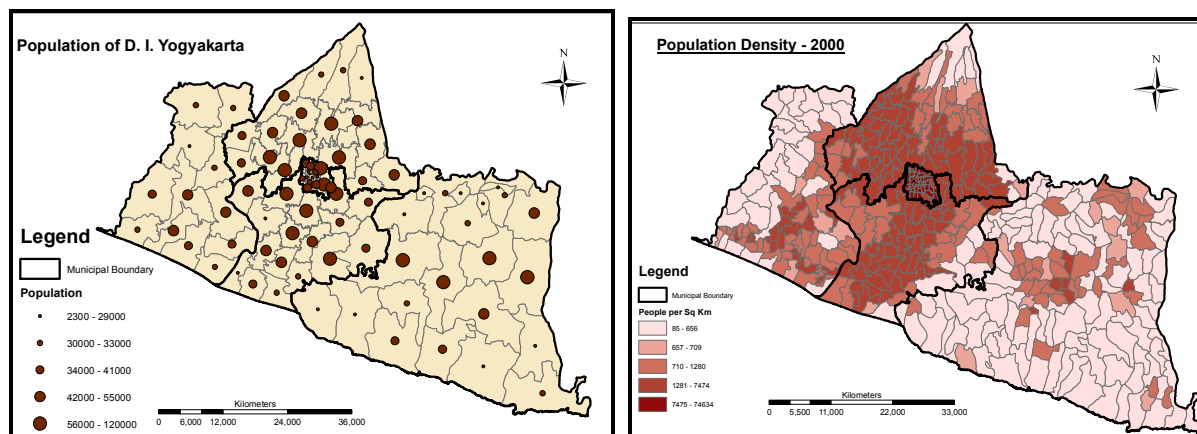 Population of D. I. Yogyakarta
N
Legend
Municipal Boundary
Population
2300 - 29000
30000 - 33000
34000 - 41000
42000 - 55000
56000 - 120000
Kilometers
0 6,000 12,000 24,000 36,000
Population Density - 2000
N
Legend
Municipal Boundary
People per Sq Km
85 - 656
657 - 709
710 - 1280
1281 - 7474
7475 - 74634
Kilometers
0 5,500 11,000 22,000 33,000